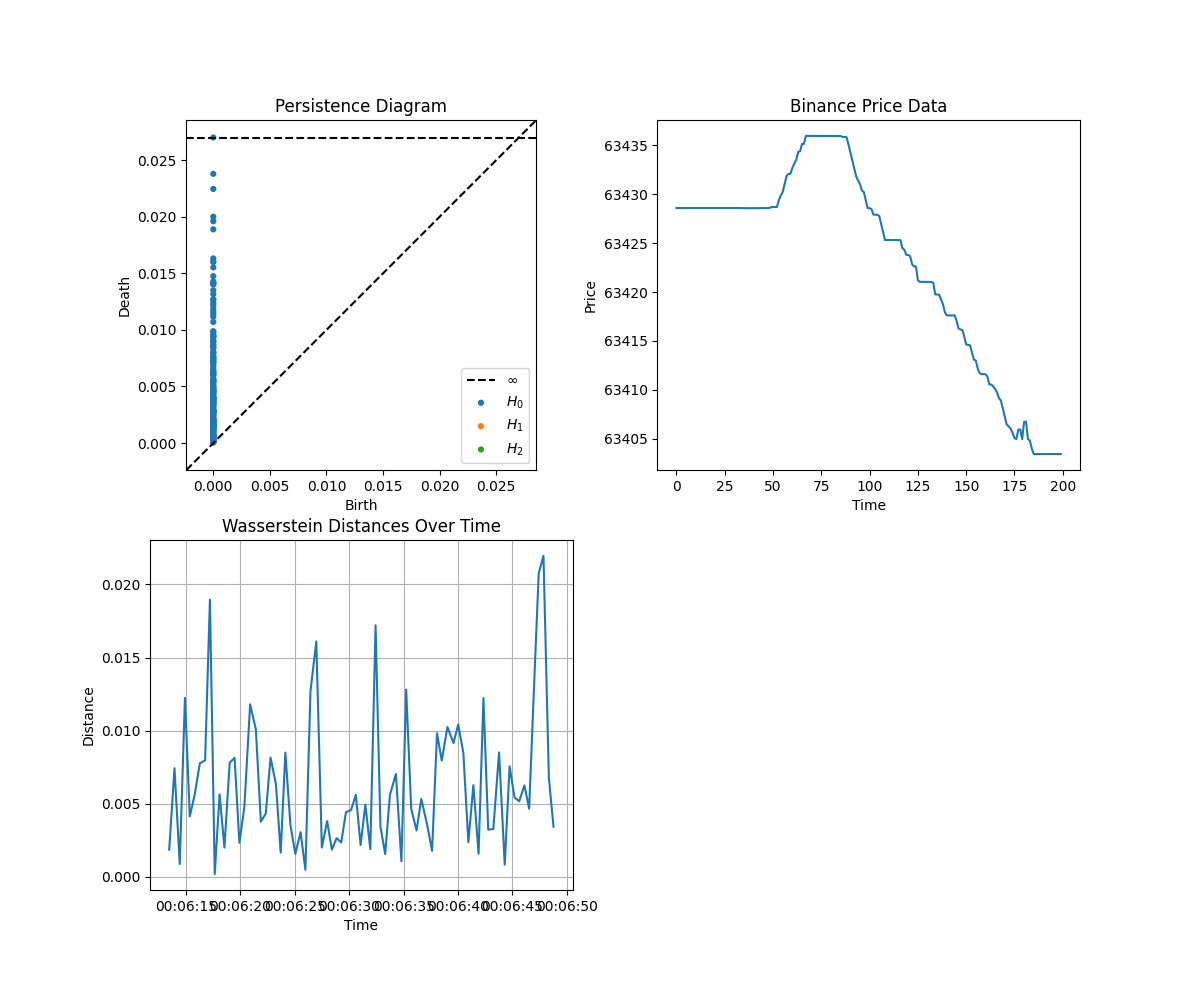 Persistence Diagram
Death
0.025
0.020
0.015
0.010
0.005
0.000
∞
H0
H1
H2
0.000 0.005 0.010 0.015 0.020 0.025
Birth
Binance Price Data
Price
63435
63430
63425
63420
63415
63410
63405
0 25 50 75 100 125 150 175 200
Time
Wasserstein Distances Over Time
Distance
0.020
0.015
0.010
0.005
0.000
00:06:15 00:06:20 00:06:25 00:06:30 00:06:35 00:06:40 00:06:45 00:06:50
Time